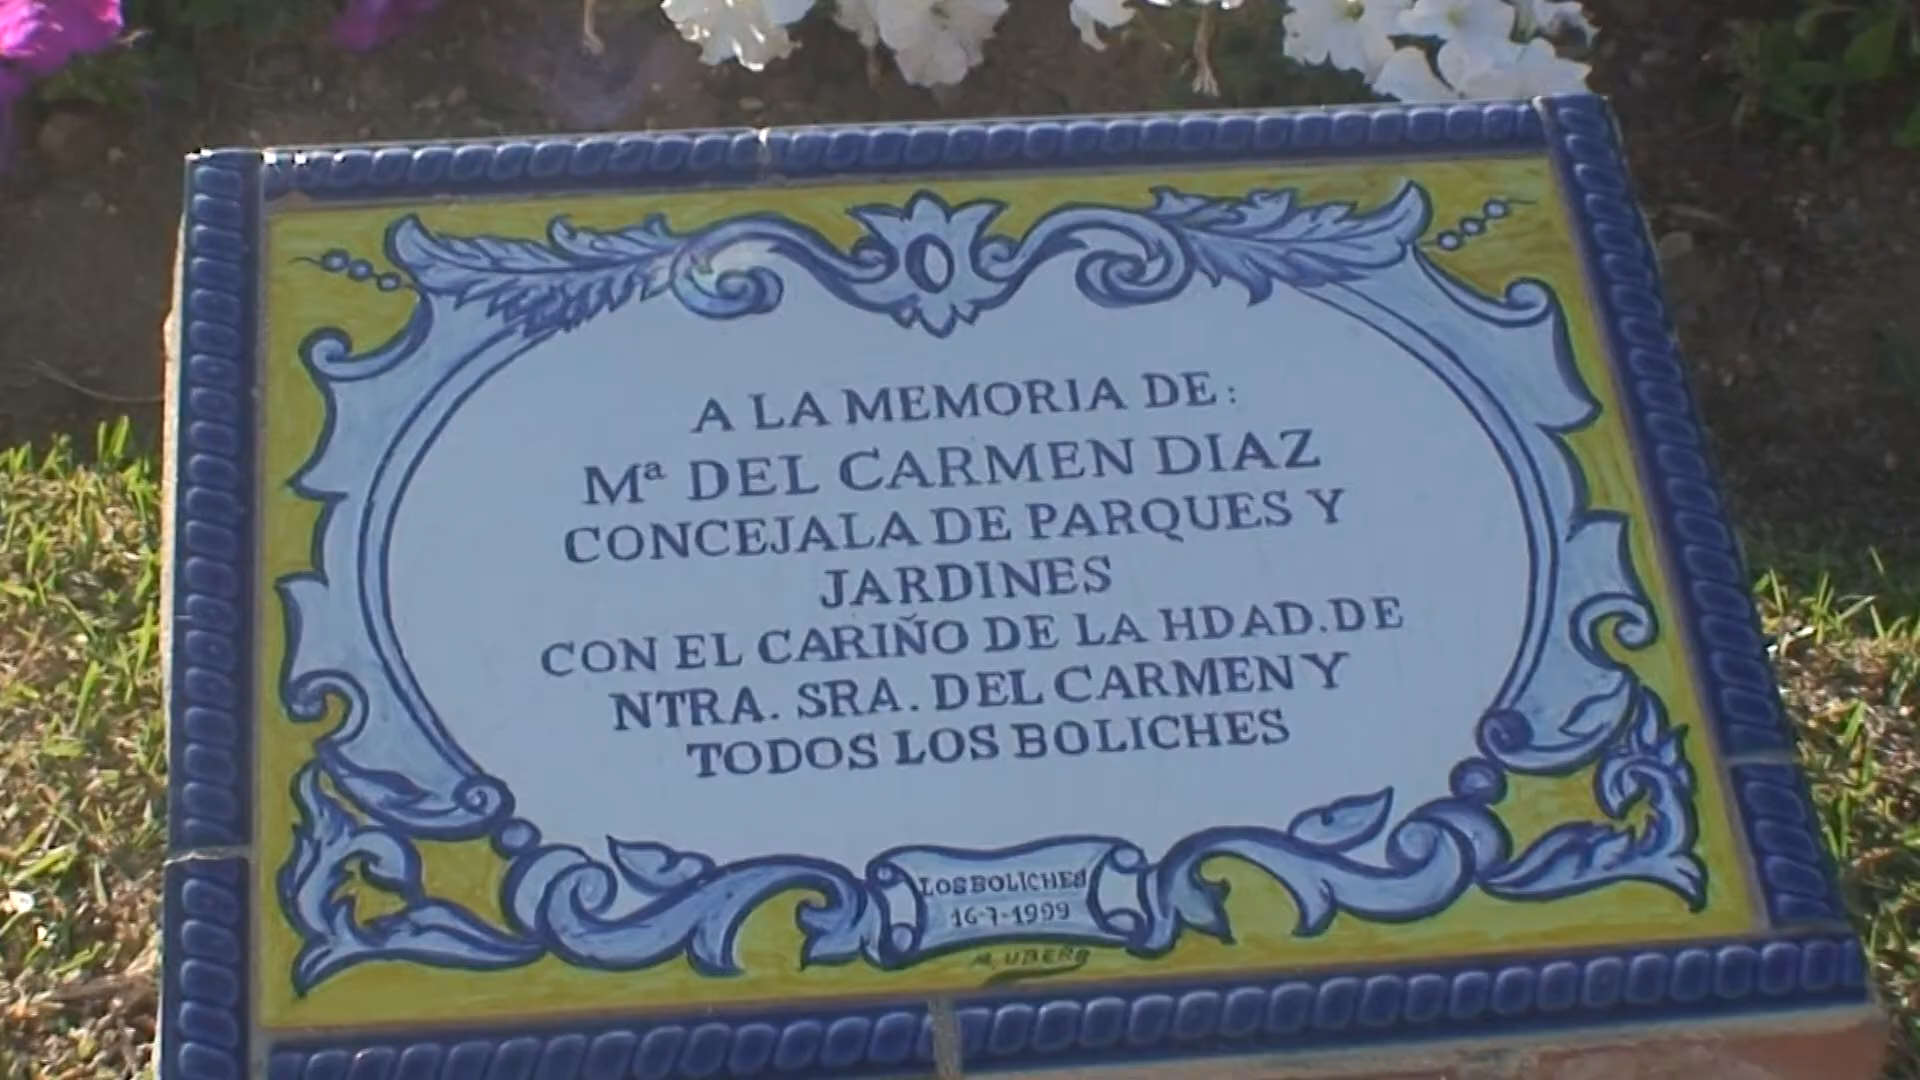 A LA MEMORIA DE:
Mª DEL CARMEN DIAZ
CONCEJALA DE PARQUES Y
JARDINES
CON EL CARIÑO DE LA HDAD. DE
NTRA. SRA. DEL CARMEN Y
TODOS LOS BOLICHES
LOS BOLICHES
16-7-1999